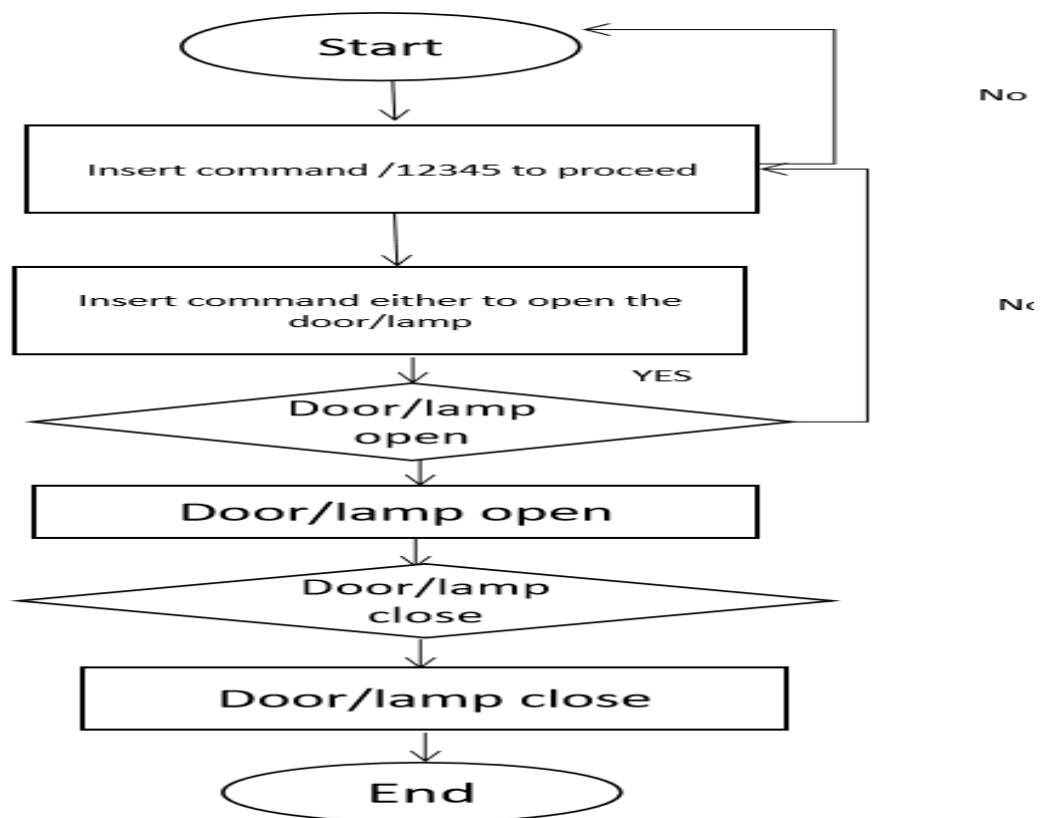 Start
No
Insert command /12345 to proceed
Insert command either to open the
door/lamp
YES
Door/lamp
open
Door/lamp open
Door/lamp
close
Door/lamp close
End